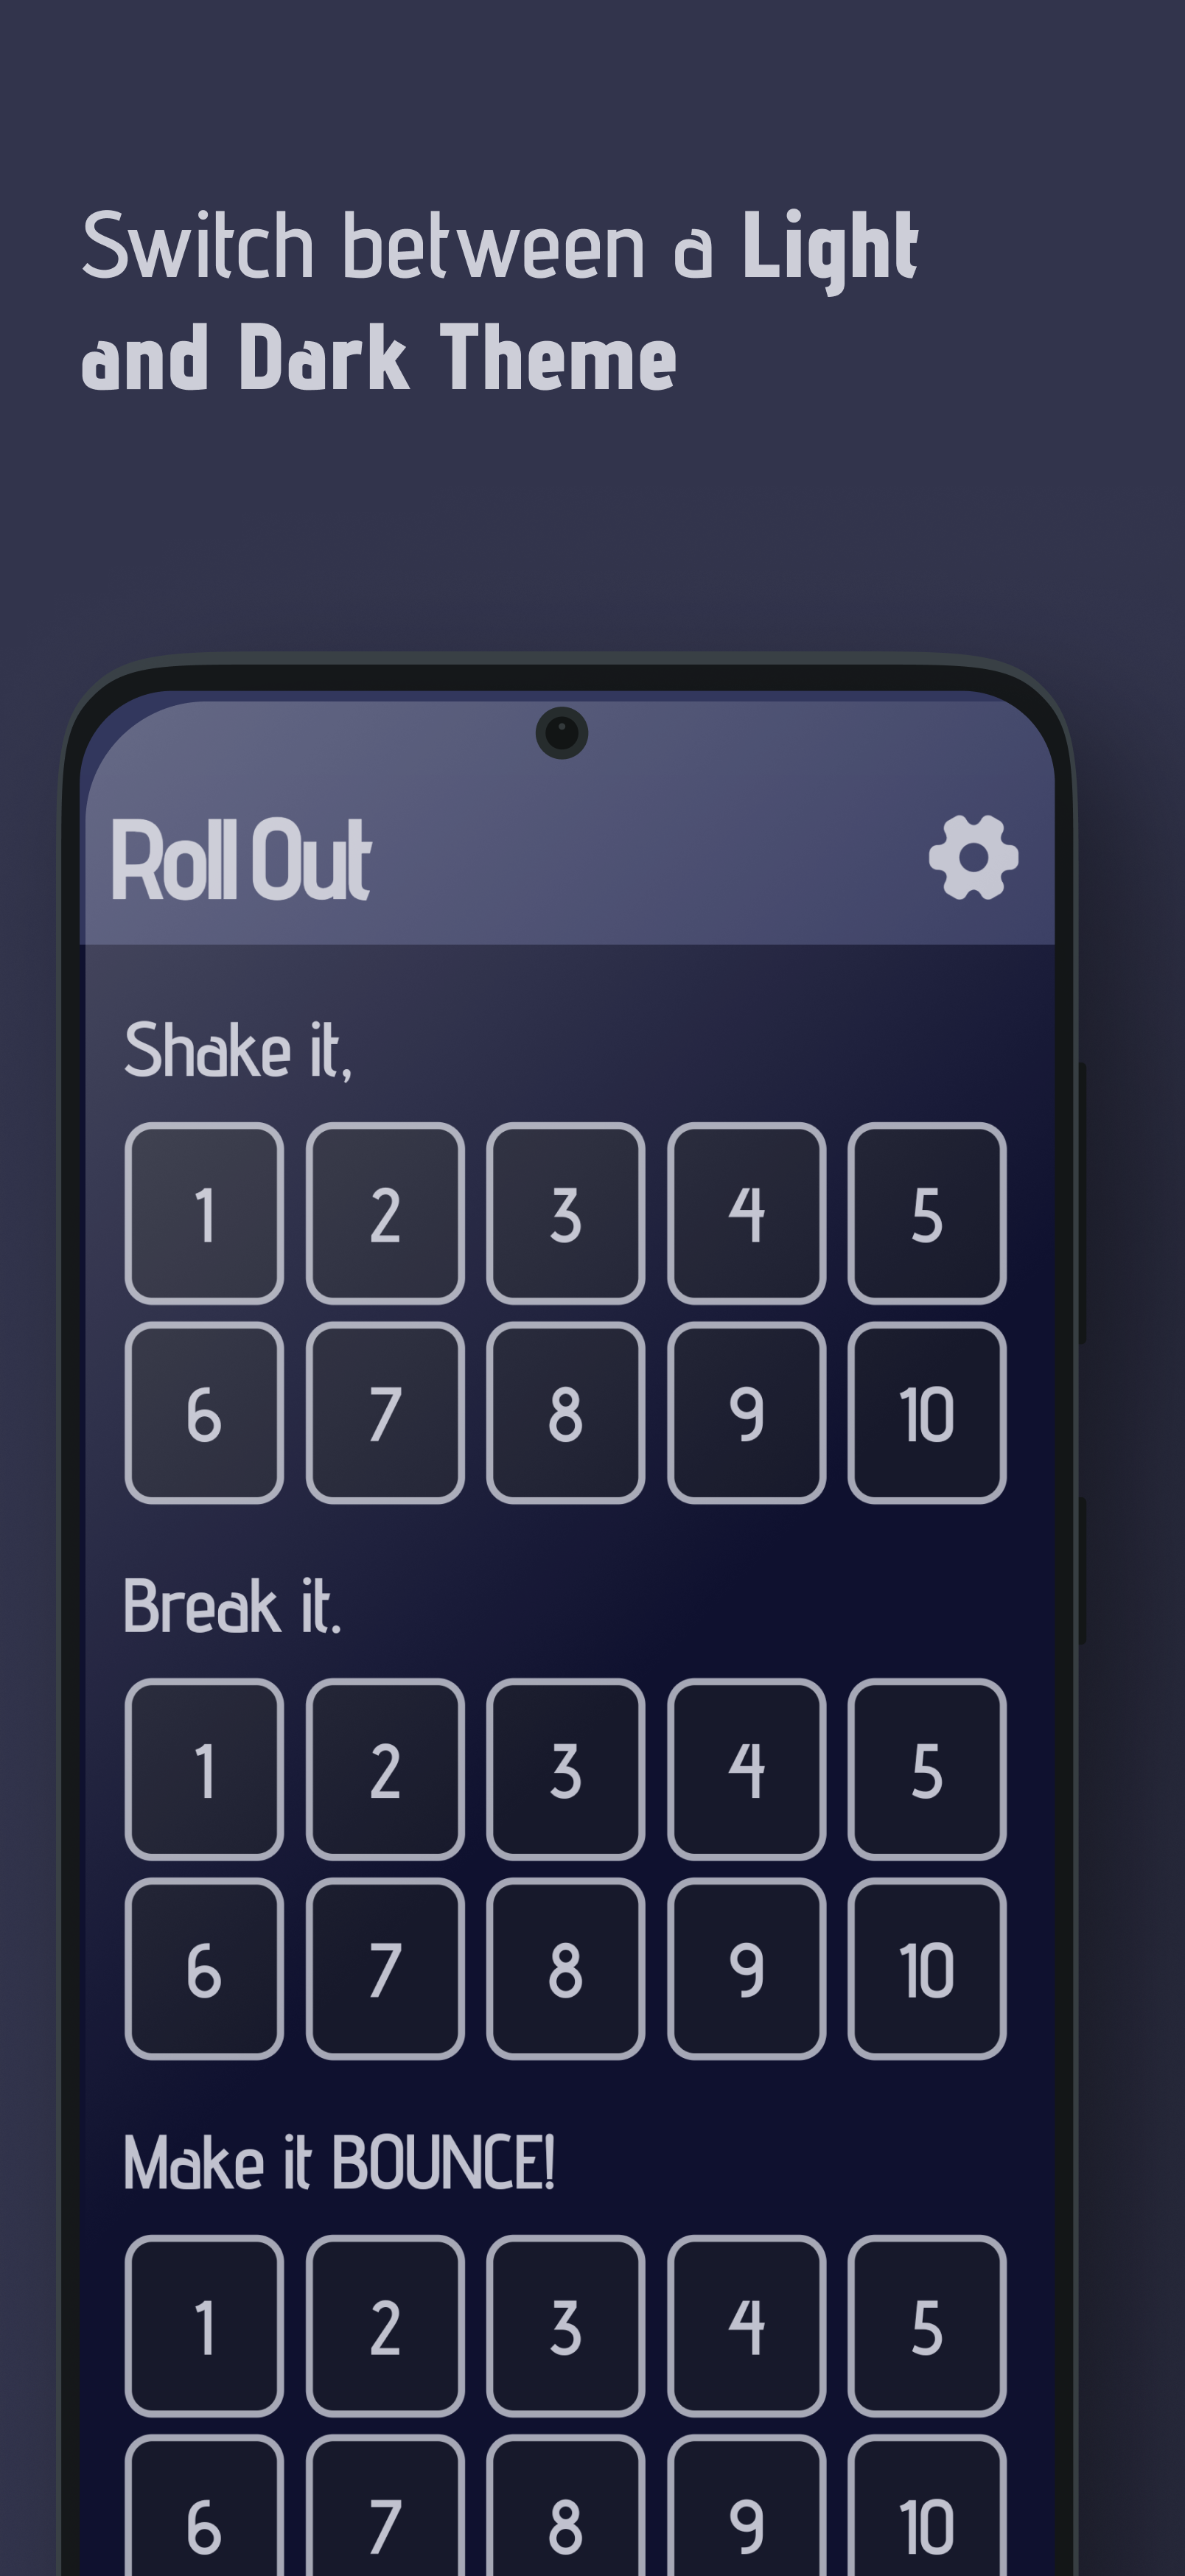 Switch between a Light
and Dark Theme
Roll Out
Shake it,
1 2 3 4 5
6 7 8 9 10
Break it.
1 2 3 4 5
6 7 8 9 10
Make it BOUNCE!
1 2 3 4 5
6 7 8 9 10